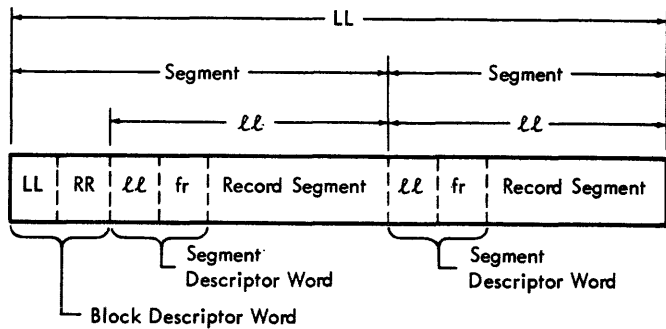 LL
Segment Segment
ℓℓ ℓℓ
LL RR ℓℓ fr Record Segment ℓℓ fr Record Segment
Segment Segment
Descriptor Word Descriptor Word
Block Descriptor Word